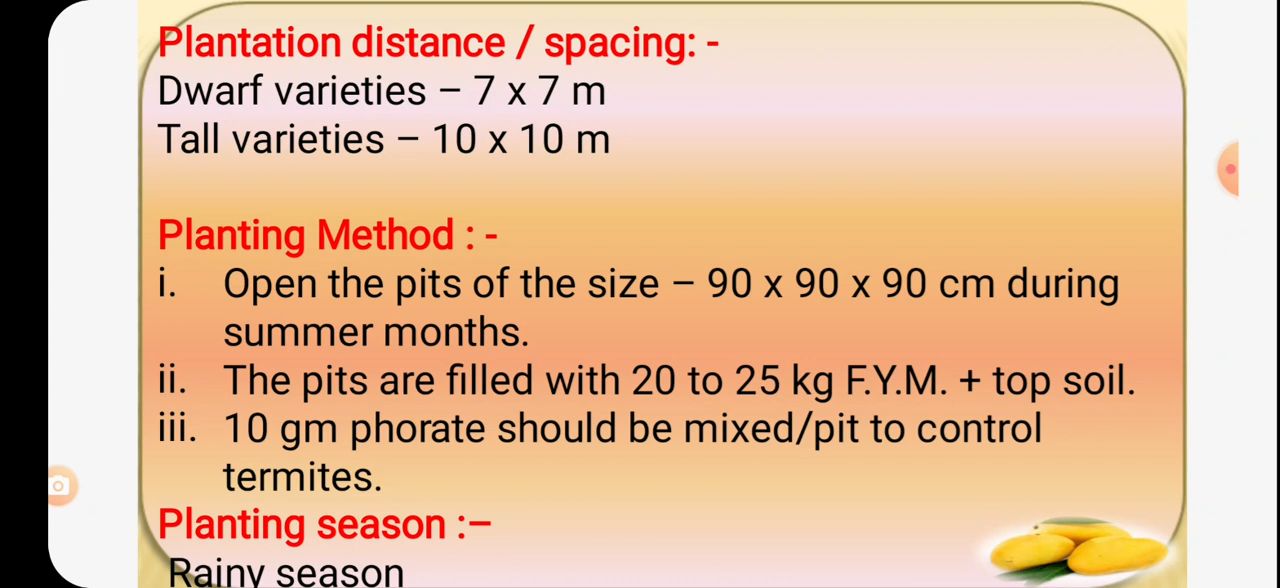 Plantation distance / spacing: -
Dwarf varieties – 7 x 7 m
Tall varieties – 10 x 10 m
Planting Method : -
i. Open the pits of the size – 90 x 90 x 90 cm during
summer months.
ii. The pits are filled with 20 to 25 kg F.Y.M. + top soil.
iii. 10 gm phorate should be mixed/pit to control
termites.
Planting season :–
Rainy season